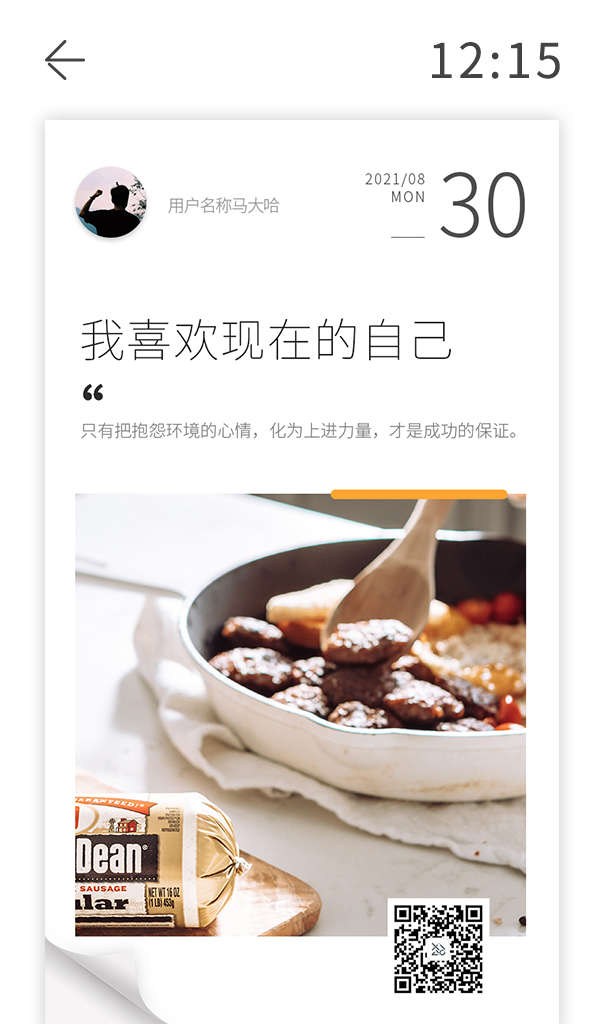 12:15
用户名称马大哈
2021/08
MON
30
我喜欢现在的自己
“
只有把抱怨环境的心情，化为上进力量，才是成功的保证。
GUARANTEED!
Dean
SAUSAGE
ular
NET WT 16 OZ
(1 LB) 453g